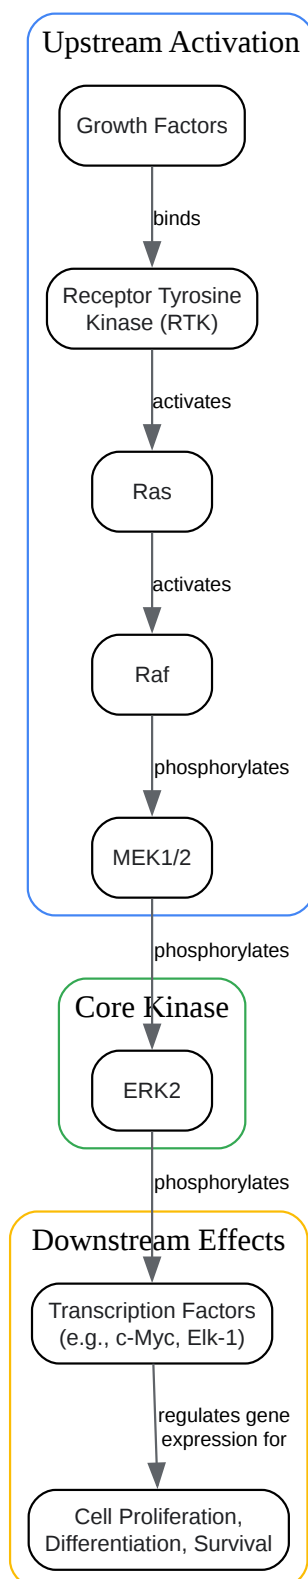 Upstream Activation
Growth Factors
binds
Receptor Tyrosine
Kinase (RTK)
activates
Ras
activates
Raf
phosphorylates
MEK1/2
phosphorylates
Core Kinase
ERK2
phosphorylates
Downstream Effects
Transcription Factors
(e.g., c-Myc, Elk-1)
regulates gene
expression for
Cell Proliferation,
Differentiation, Survival